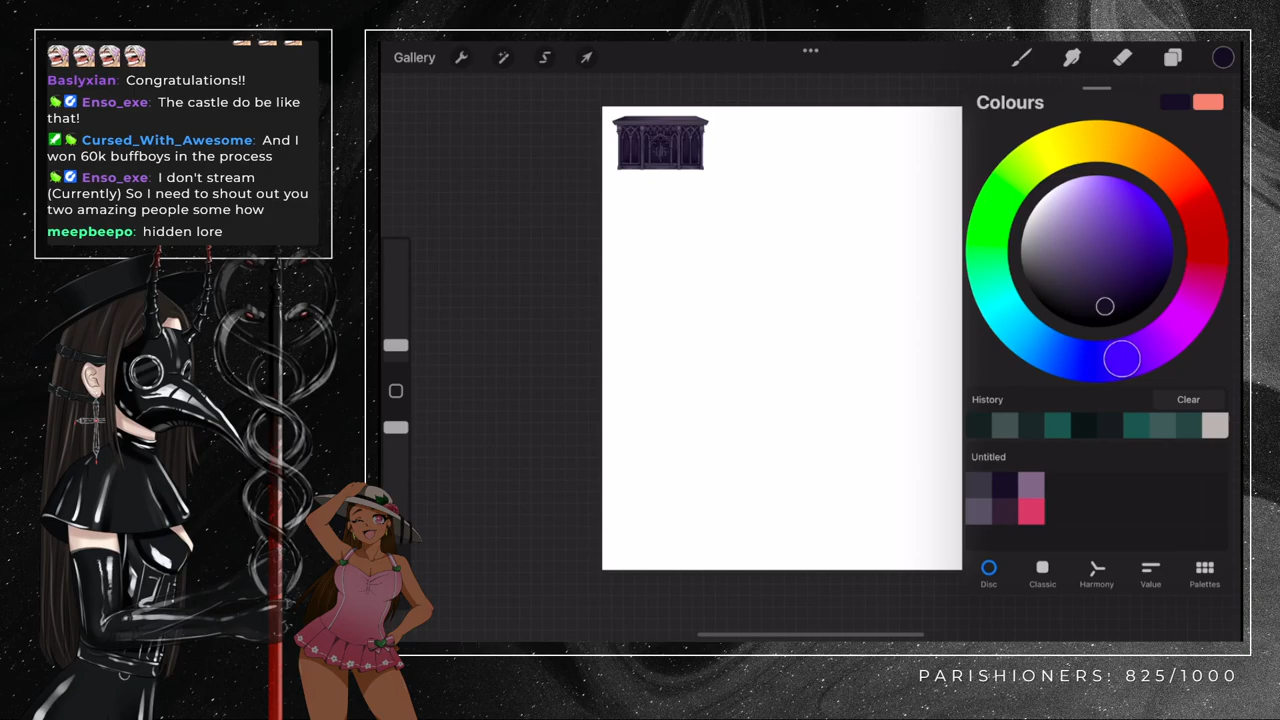 Baslyxian: Congratulations!!
Enso_exe: The castle do be like
that!
Cursed_With_Awesome: And I
won 60k buffboys in the process
Enso_exe: I don't stream
(Currently) So I need to shout out you
two amazing people some how
meepbeepo: hidden lore
Gallery
Colours
History
Clear
Untitled
Disc
Classic
Harmony
Value
Palettes
PARISHIONERS: 825/1000